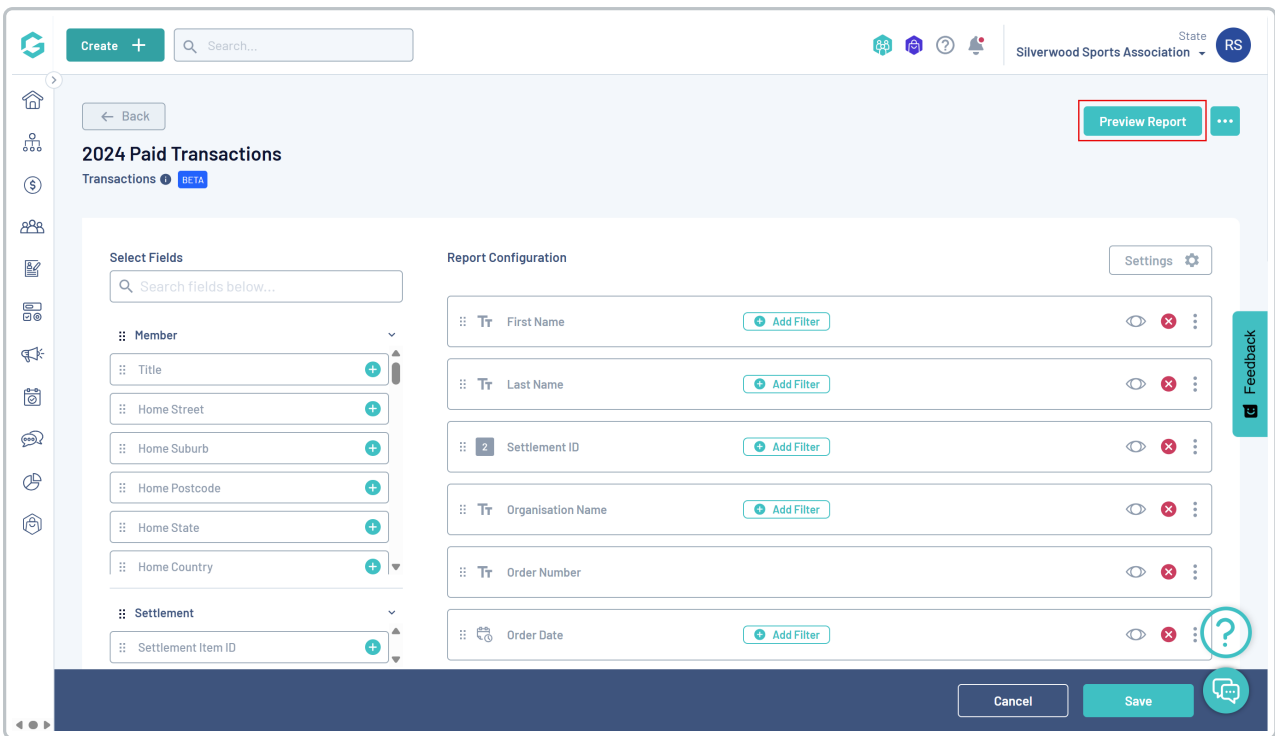 Create
Search...
State
Silverwood Sports Association
RS
Back
Preview Report
2024 Paid Transactions
Transactions
BETA
Select Fields
Search fields below...
Member
Title
Home Street
Home Suburb
Home Postcode
Home State
Home Country
Settlement
Settlement Item ID
Report Configuration
Settings
First Name
Add Filter
Last Name
Add Filter
2
Settlement ID
Add Filter
Organisation Name
Add Filter
Order Number
Order Date
Add Filter
Feedback
Cancel
Save